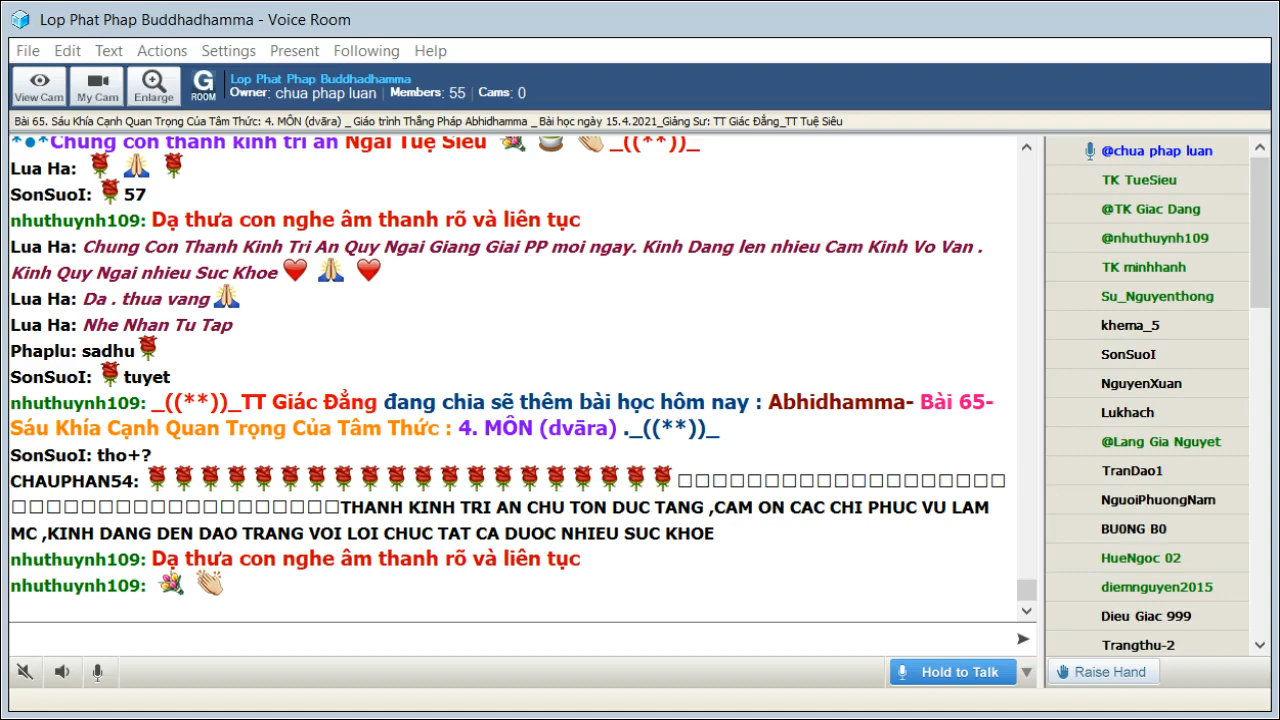 Lop Phat Phap Buddhadhamma - Voice Room
File Edit Text Actions Settings Present Following Help
View Cam My Cam Enlarge G ROOM
Lop Phat Phap Buddhadhamma
Owner: chua phap luan Members: 55 Cams: 0
Bài 65. Sáu Khía Cạnh Quan Trọng Của Tâm Thức: 4. MÔN (dvāra) _ Giáo trình Thắng Pháp Abhidhamma _ Bài học ngày 15.4.2021_Giảng Sư: TT Giác Đẳng_TT Tuệ Siêu
*●*Chúng con thành kính tri ân Ngài Tuệ Siêu _((**))_
Lua Ha:
SonSuoI: 57
nhuthuynh109: Dạ thưa con nghe âm thanh rõ và liên tục
Lua Ha: Chung Con Thanh Kinh Tri An Quy Ngai Giang Giai PP moi ngay. Kinh Dang len nhieu Cam Kinh Vo Van .
Kinh Quy Ngai nhieu Suc Khoe
Lua Ha: Da . thua vang
Lua Ha: Nhe Nhan Tu Tap
Phaplu: sadhu
SonSuoI: tuyet
nhuthuynh109: _((**))_TT Giác Đẳng đang chia sẽ thêm bài học hôm nay : Abhidhamma- Bài 65-
Sáu Khía Cạnh Quan Trọng Của Tâm Thức : 4. MÔN (dvāra) ._((**))_
SonSuoI: tho+?
CHAUPHAN54:
THANH KINH TRI AN CHU TON DUC TANG ,CAM ON CAC CHI PHUC VU LAM
MC ,KINH DANG DEN DAO TRANG VOI LOI CHUC TAT CA DUOC NHIEU SUC KHOE
nhuthuynh109: Dạ thưa con nghe âm thanh rõ và liên tục
nhuthuynh109:
@chua phap luan
TK TueSieu
@TK Giac Dang
@nhuthuynh109
TK minhhanh
Su_Nguyenthong
khema_5
SonSuoI
NguyenXuan
Lukhach
@Lang Gia Nguyet
TranDao1
NguoiPhuongNam
BU0NG B0
HueNgoc 02
diemnguyen2015
Dieu Giac 999
Trangthu-2
Hold to Talk
Raise Hand